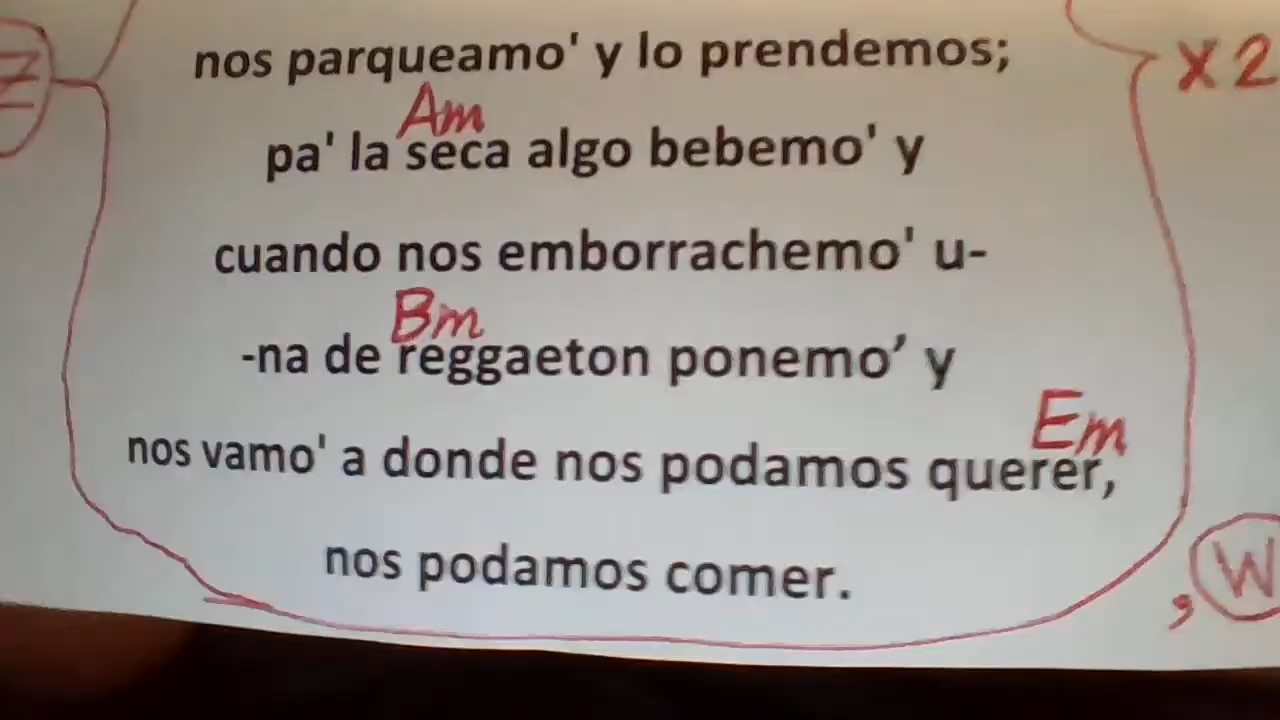 Z
nos parqueamo' y lo prendemos;
X2
Am
pa' la seca algo bebemo' y
cuando nos emborrachemo' u-
Bm
-na de reggaeton ponemo’ y
Em
nos vamo' a donde nos podamos querer,
nos podamos comer.
, W